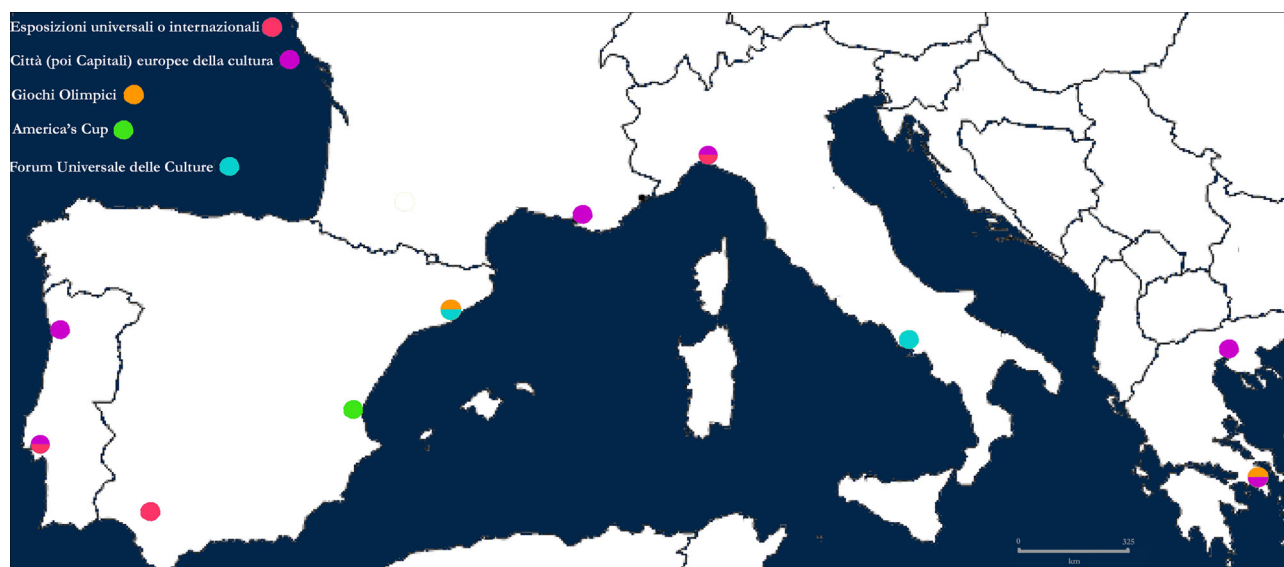 Esposizioni universali o internazionali
Città (poi Capitali) europee della cultura
Giochi Olimpici
America's Cup
Forum Universale delle Culture
0 325
km